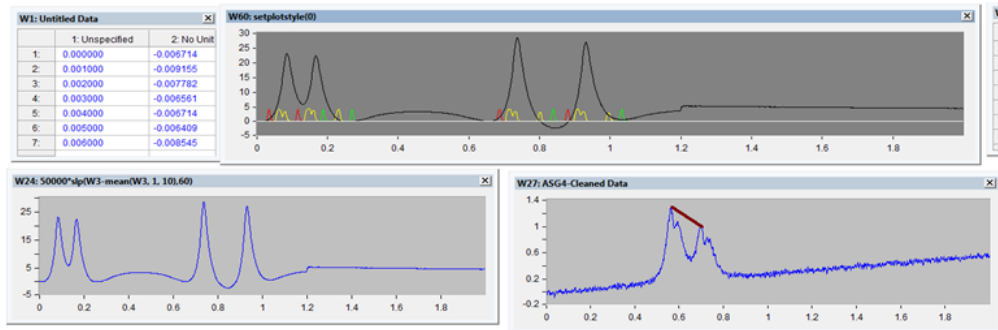 W1: Untitled Data
1: Unspecified 2: No Unit
1: 0.000000 -0.006714
2: 0.001000 -0.009155
3: 0.002000 -0.007782
4: 0.003000 -0.006561
5: 0.004000 -0.006714
6: 0.005000 -0.006409
7: 0.006000 -0.008545
W60: setplotstyle(0)
30
25
20
15
10
5
0
-5
0 0.2 0.4 0.6 0.8 1 1.2 1.4 1.6 1.8
W24: 50000*slp(W3-mean(W3, 1, 10),60)
25
15
5
-5
0 0.2 0.4 0.6 0.8 1 1.2 1.4 1.6 1.8
W27: ASG4-Cleaned Data
1.4
1
0.6
0.2
-0.2
0 0.2 0.4 0.6 0.8 1 1.2 1.4 1.6 1.8